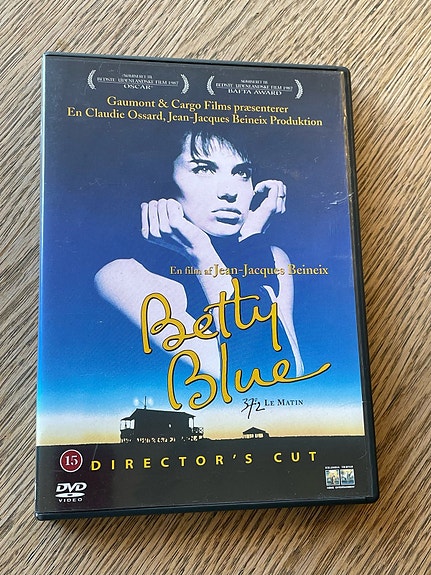 NOMINERET TIL
BEDSTE UDENLANDSKE FILM 1987
OSCAR®
NOMINERET TIL
BEDSTE UDENLANDSKE FILM 1987
BAFTA AWARD
Gaumont & Cargo Films præsenterer
En Claudie Ossard, Jean-Jacques Beineix Produktion
En film af Jean-Jacques Beineix
Betty
Blue
37°2 LE MATIN
15 DIRECTOR'S CUT
DVD
VIDEO